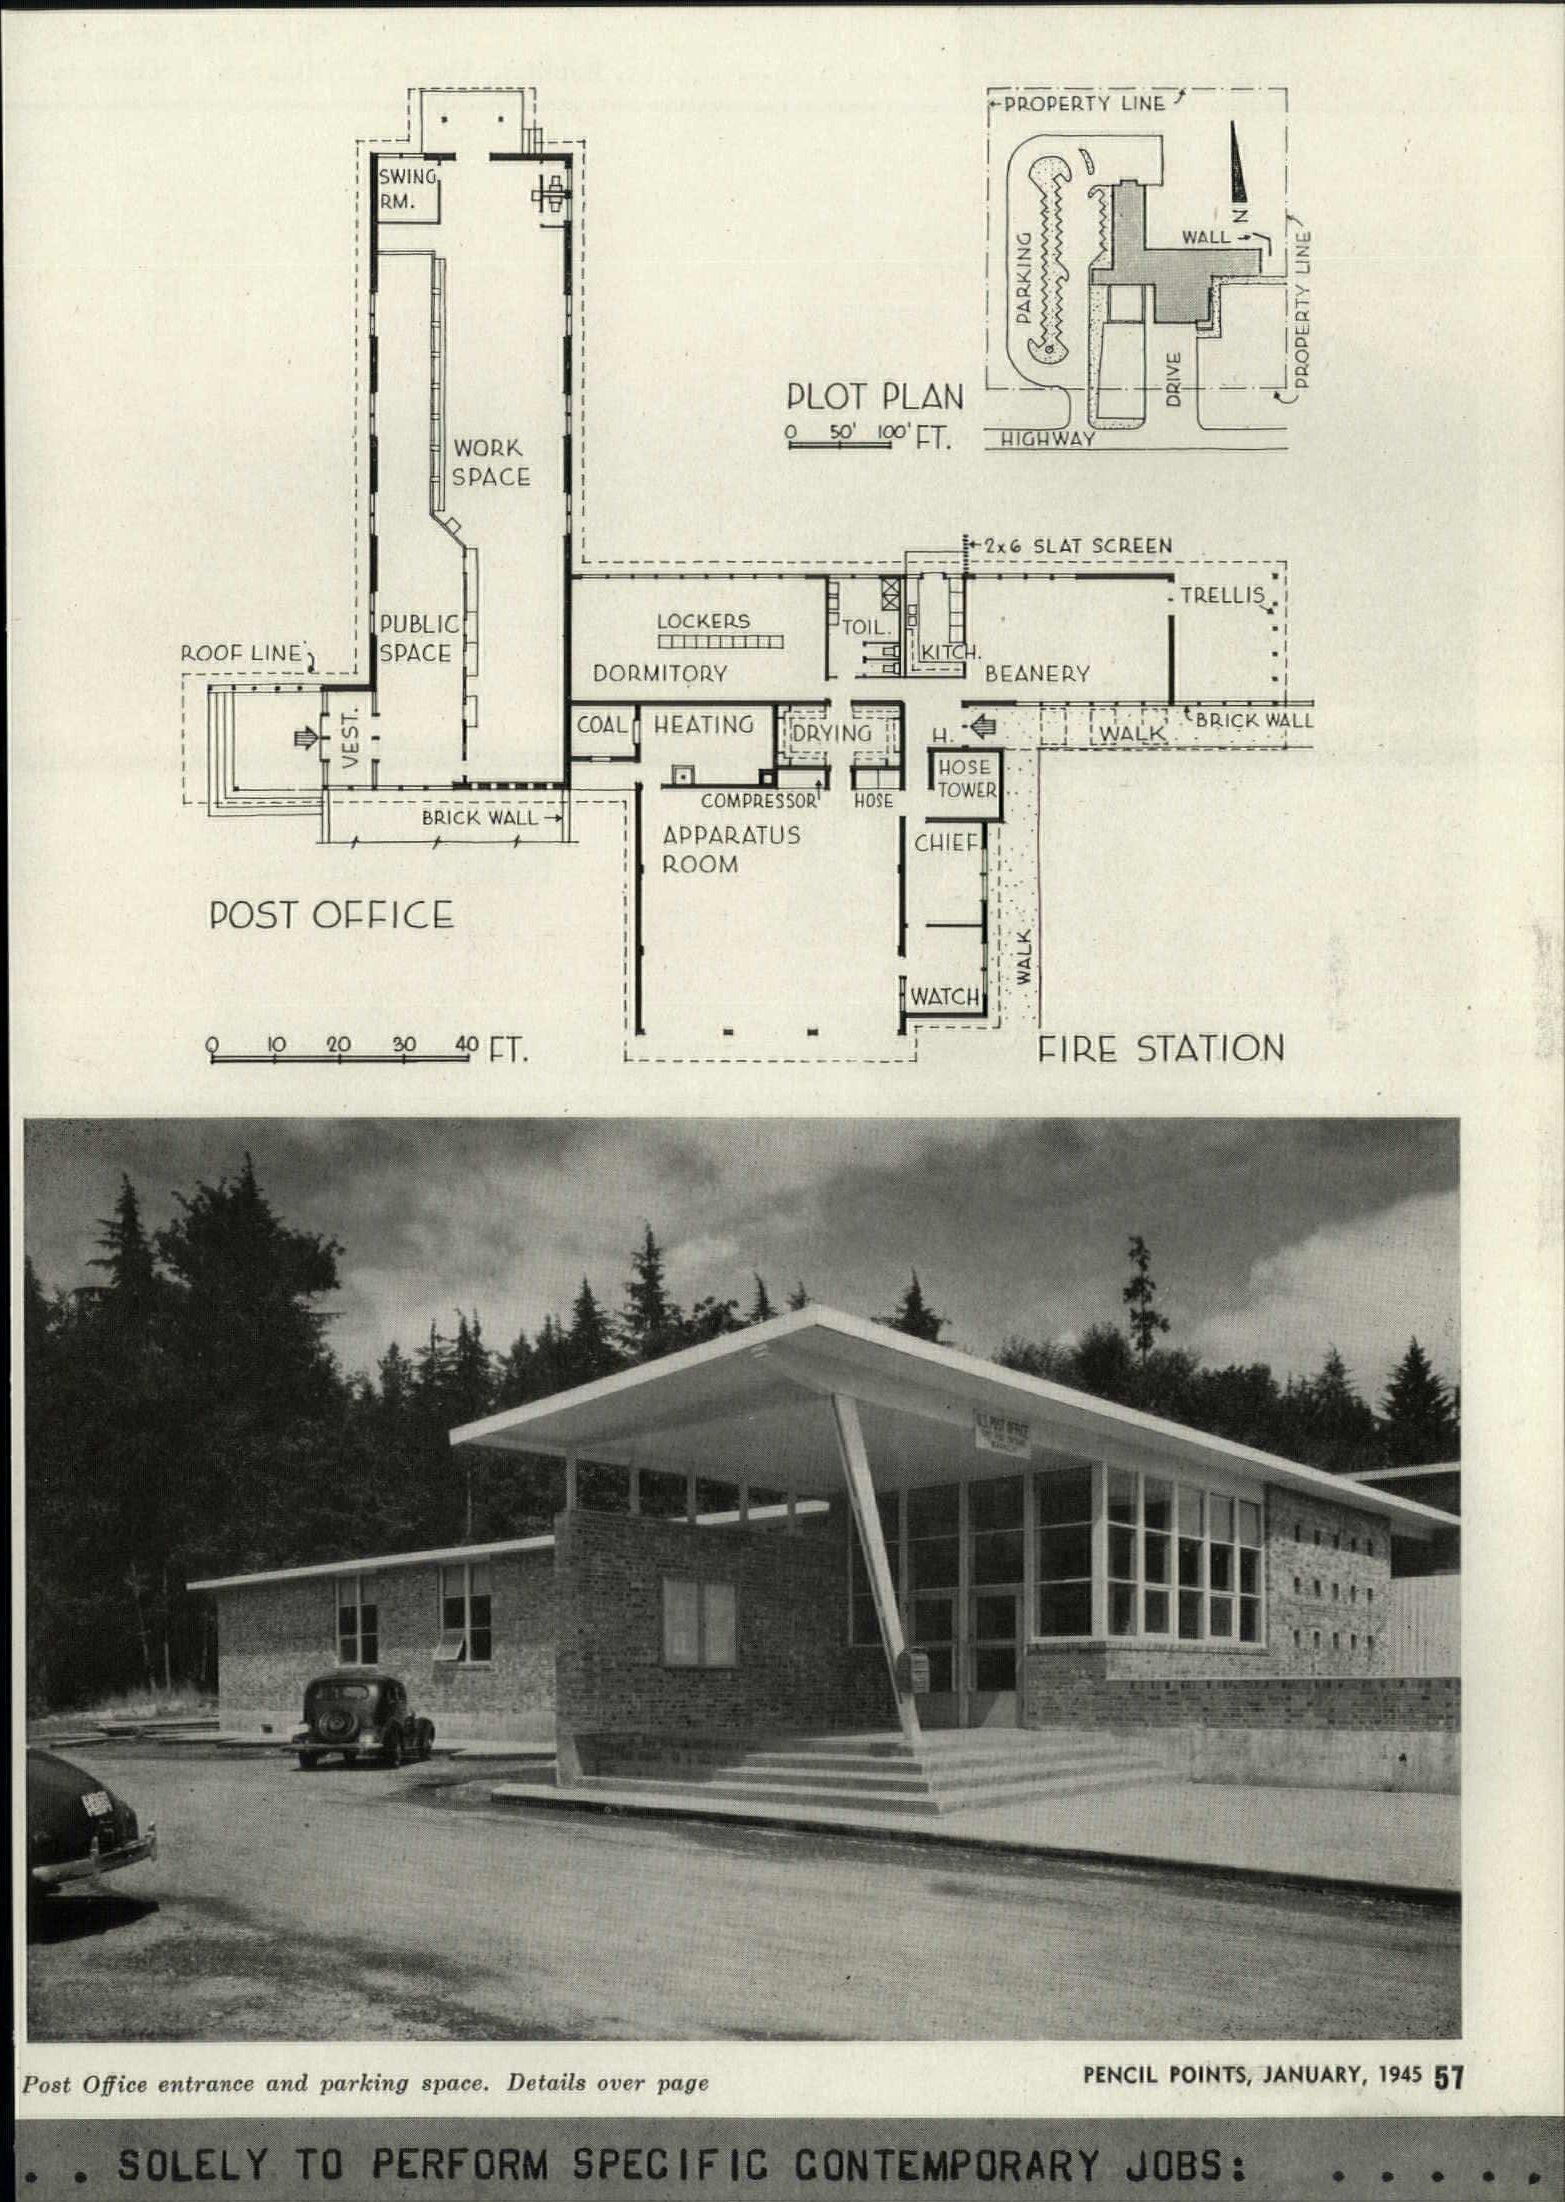 SWING
RM.
WORK
SPACE
PUBLIC
SPACE
ROOF LINE
VEST.
BRICK WALL
POST OFFICE
0 10 20 30 40 FT.
PROPERTY LINE
PARKING
N
WALL
PROPERTY LINE
DRIVE
HIGHWAY
PLOT PLAN
0 50' 100' FT.
2x6 SLAT SCREEN
TRELLIS
LOCKERS
DORMITORY
TOIL.
KITCH.
BEANERY
COAL
HEATING
DRYING
H.
WALK
BRICK WALL
HOSE
TOWER
COMPRESSOR
HOSE
APPARATUS
ROOM
CHIEF
WATCH
WALK
FIRE STATION
U.S. POST OFFICE
Post Office entrance and parking space. Details over page
PENCIL POINTS, JANUARY, 1945 57
. . SOLELY TO PERFORM SPECIFIC CONTEMPORARY JOBS: . . . . .